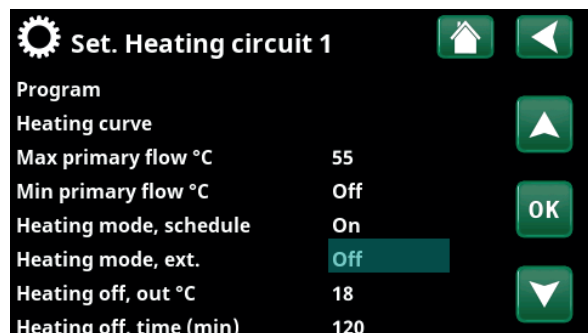 Set. Heating circuit 1
Program
Heating curve
Max primary flow °C 55
Min primary flow °C Off
Heating mode, schedule On
OK
Heating mode, ext. Off
Heating off, out °C 18
Heating off, time (min) 120